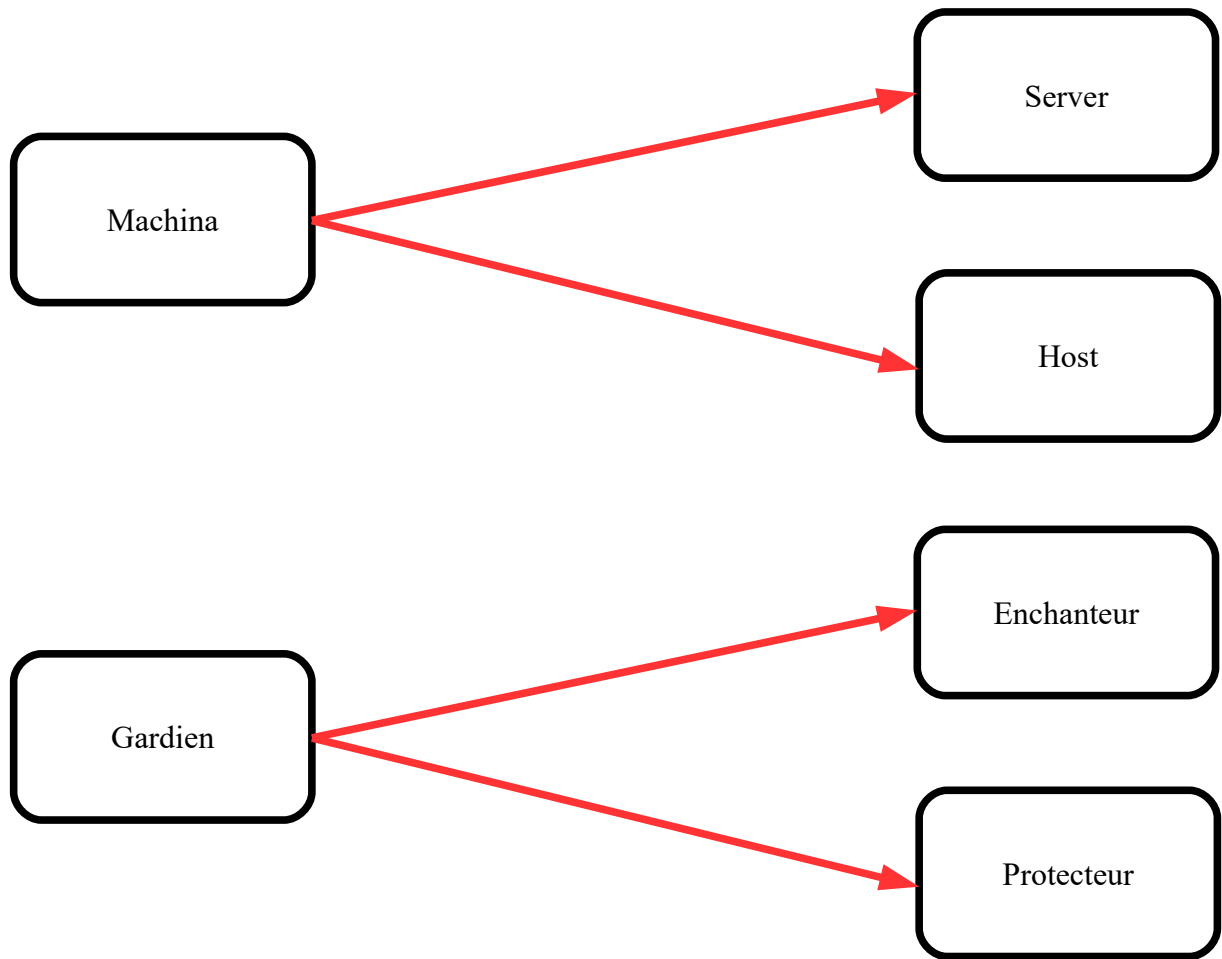 Server
Machina
Host
Enchanteur
Gardien
Protecteur